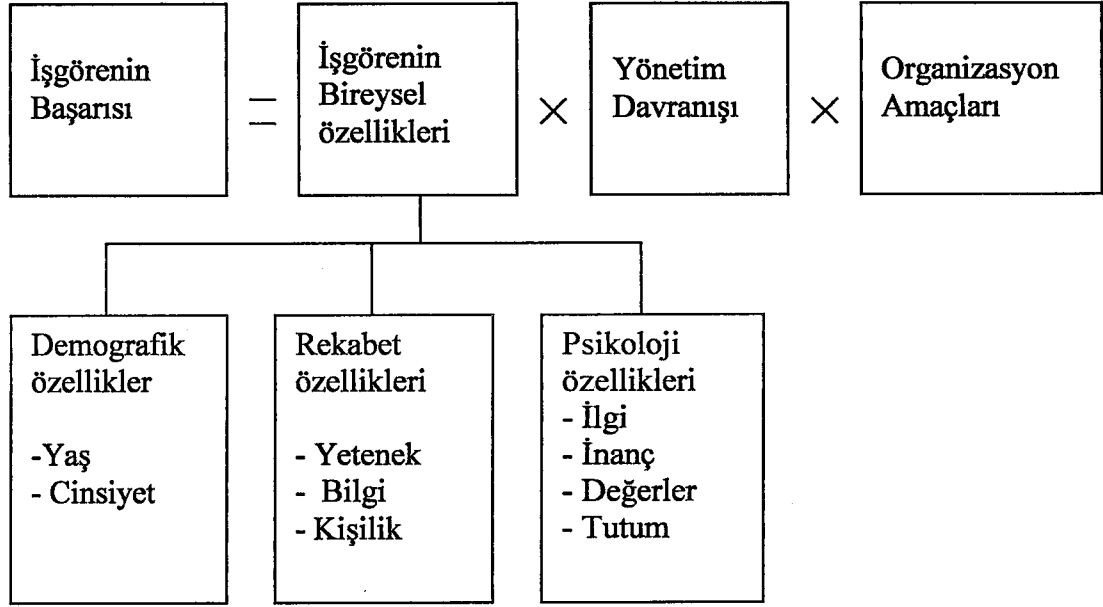 İşgörenin
Başarısı
=
İşgörenin
Bireysel
özellikleri
×
Yönetim
Davranışı
×
Organizasyon
Amaçları
Demografik
özellikler
-Yaş
- Cinsiyet
Rekabet
özellikleri
- Yetenek
- Bilgi
- Kişilik
Psikoloji
özellikleri
- İlgi
- İnanç
- Değerler
- Tutum